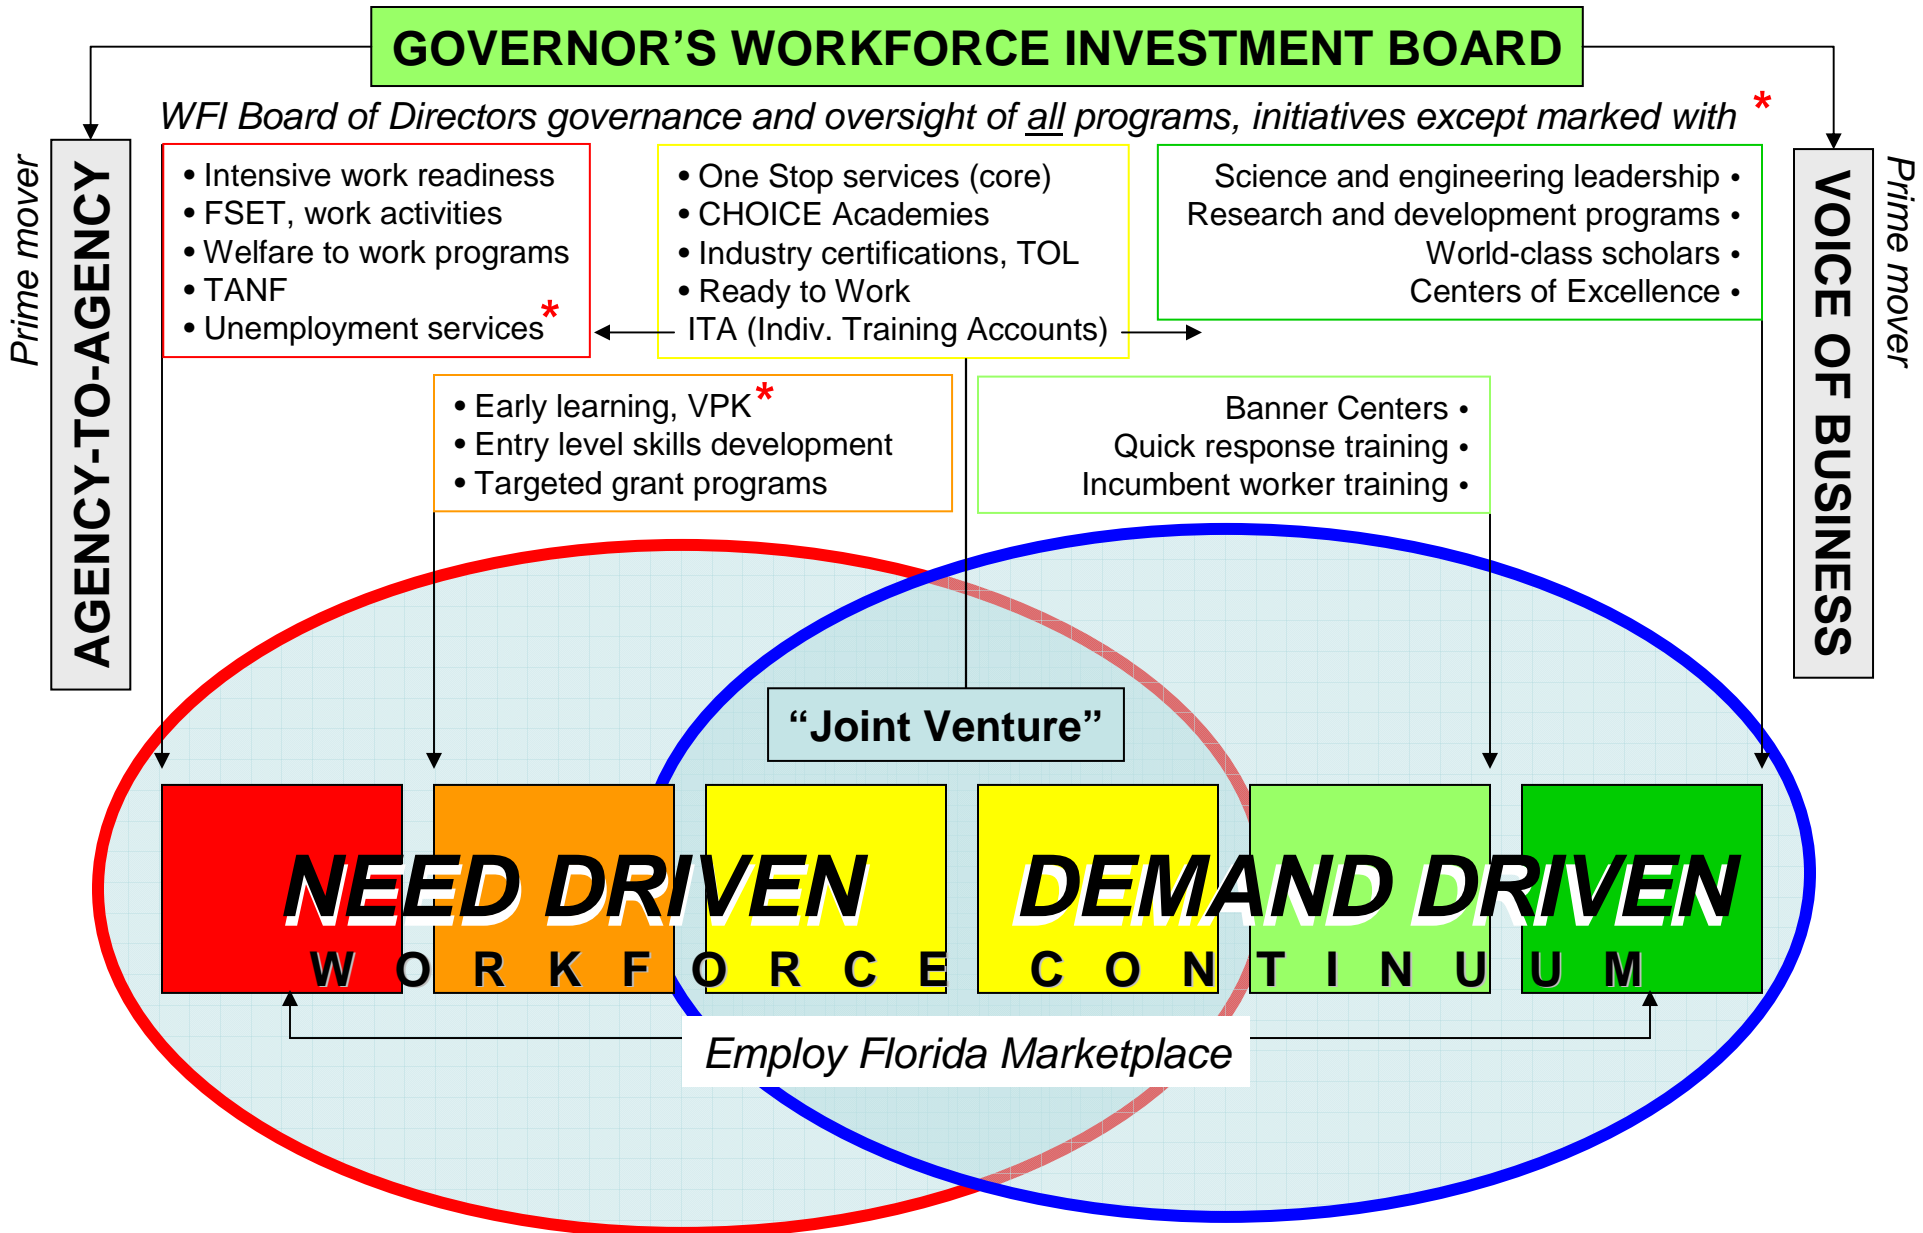 GOVERNOR’S WORKFORCE INVESTMENT BOARD
WFI Board of Directors governance and oversight of all programs, initiatives except marked with *
Prime mover
AGENCY-TO-AGENCY
• Intensive work readiness
• FSET, work activities
• Welfare to work programs
• TANF
• Unemployment services*
• One Stop services (core)
• CHOICE Academies
• Industry certifications, TOL
• Ready to Work
ITA (Indiv. Training Accounts)
Science and engineering leadership •
Research and development programs •
World-class scholars •
Centers of Excellence •
Prime mover
VOICE OF BUSINESS
• Early learning, VPK*
• Entry level skills development
• Targeted grant programs
Banner Centers •
Quick response training •
Incumbent worker training •
“Joint Venture”
NEED DRIVEN DEMAND DRIVEN
WORKFORCE CONTINUUM
Employ Florida Marketplace